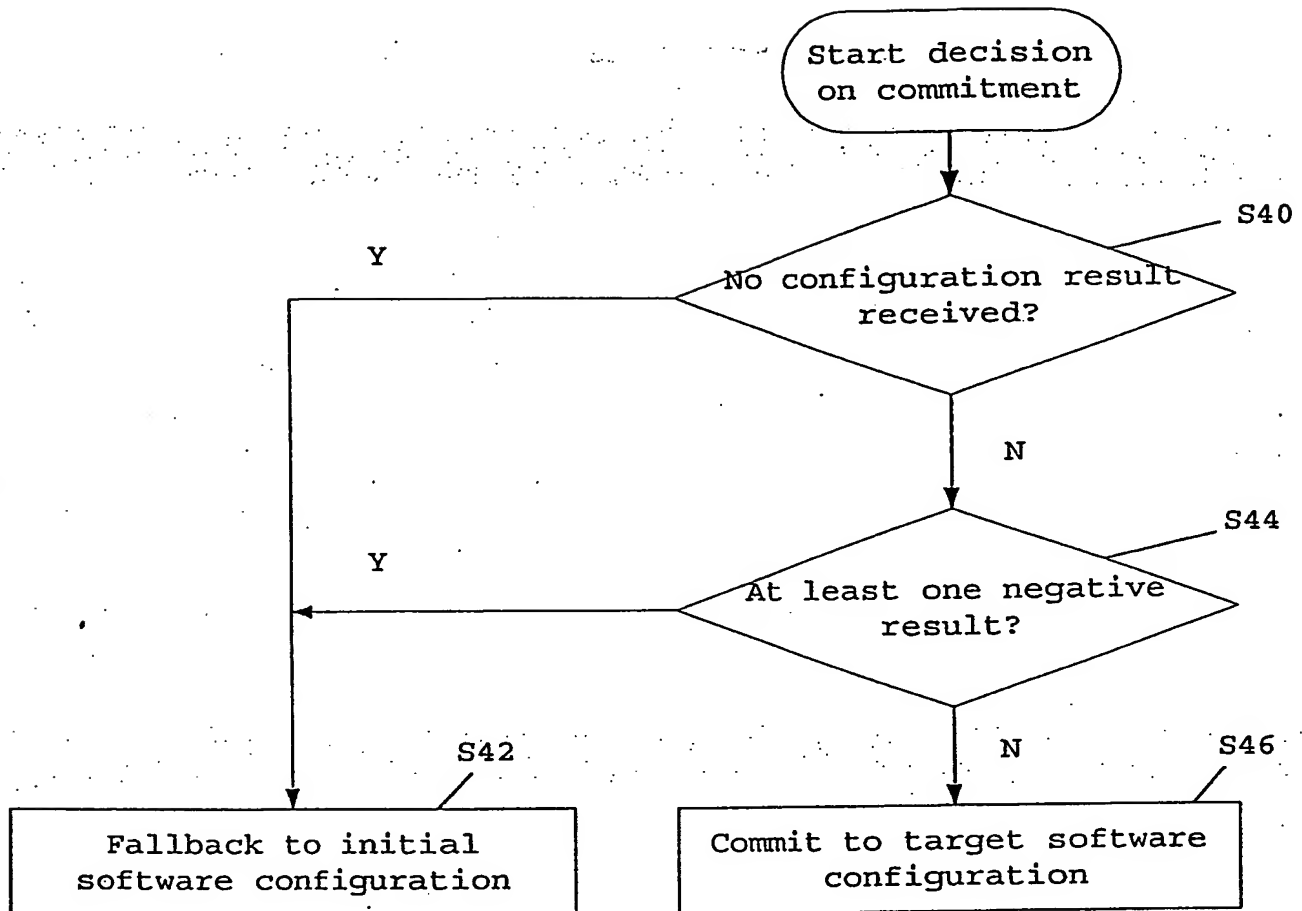 Start decision
on commitment
S40
Y
No configuration result
received?
N
S44
Y
At least one negative
result?
S42
N
S46
Fallback to initial
software configuration
Commit to target software
configuration